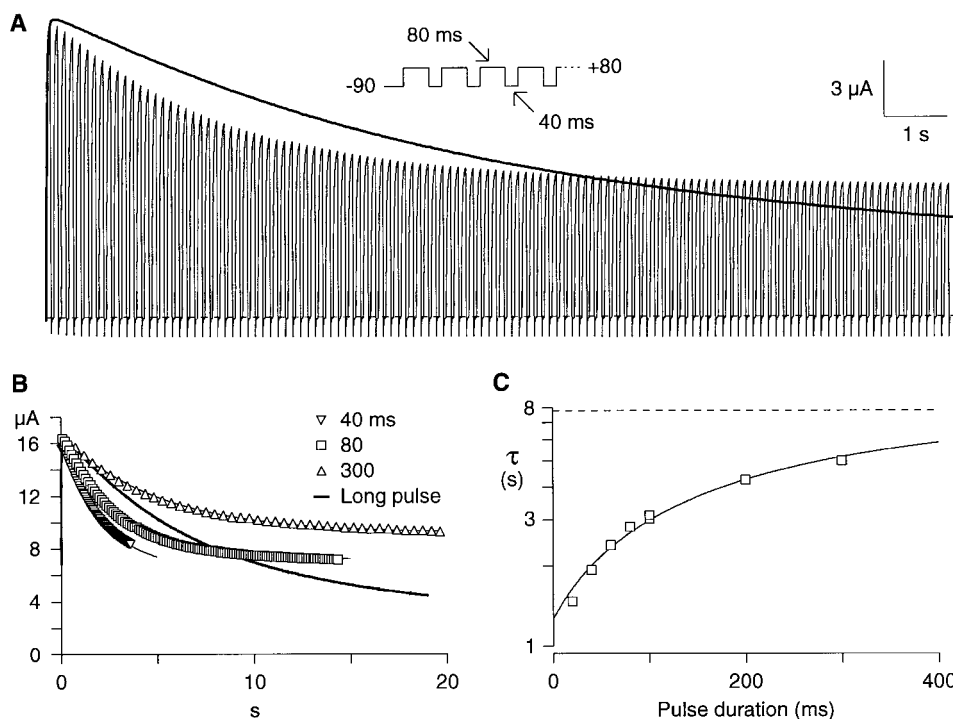 A
80 ms
-90
+80
40 ms
3 µA
1 s
B
µA
16
12
8
4
0
0
10
20
s
40 ms
80
300
Long pulse
C
8
τ
(s)
3
1
0
200
400
Pulse duration (ms)